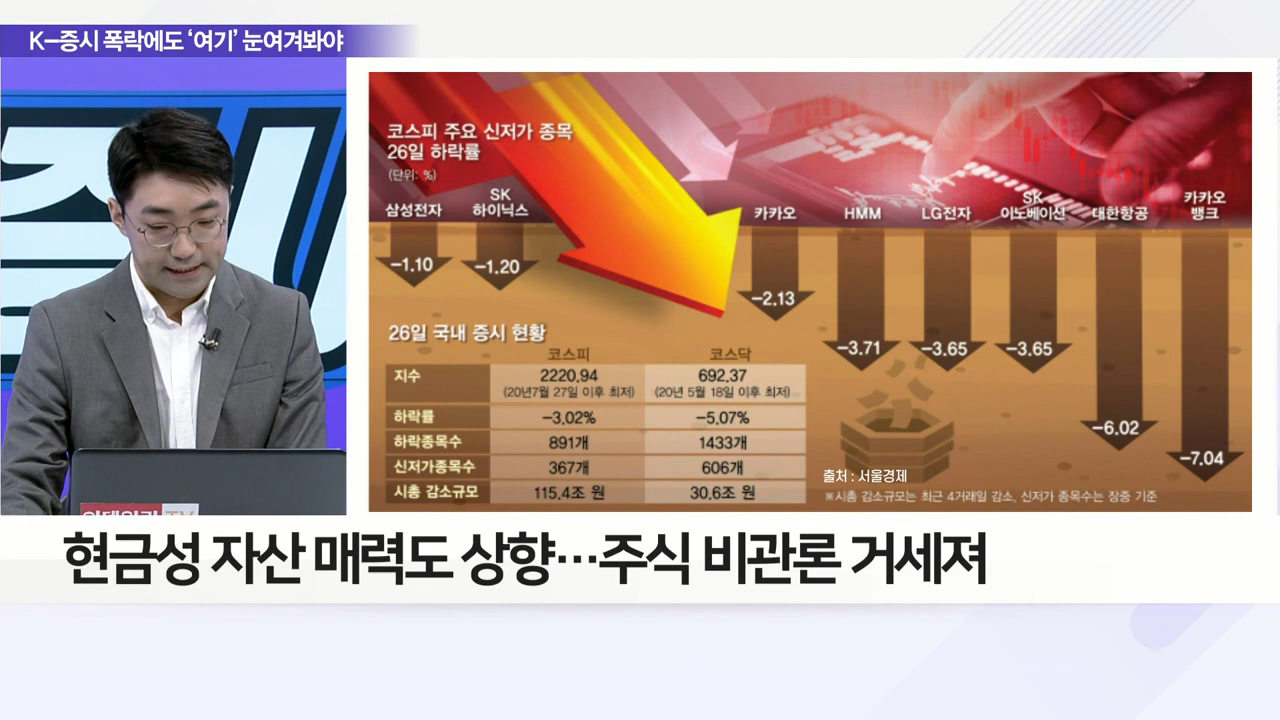 K-증시 폭락에도 ‘여기’ 눈여겨봐야
코스피 주요 신저가 종목
26일 하락률
(단위: %)
삼성전자
SK
하이닉스
카카오
HMM
LG전자
SK
이노베이션
대한항공
카카오
뱅크
-1.10
-1.20
-2.13
-3.71
-3.65
-3.65
-6.02
-7.04
26일 국내 증시 현황
코스피 코스닥
지수 2220.94 692.37
(20년7월 27일 이후 최저) (20년 5월 18일 이후 최저)
하락률 -3.02% -5.07%
하락종목수 891개 1433개
신저가종목수 367개 606개
시총 감소규모 115.4조 원 30.6조 원
출처 : 서울경제
※시총 감소규모는 최근 4거래일 감소, 신저가 종목수는 장중 기준
현금성 자산 매력도 상향…주식 비관론 거세져